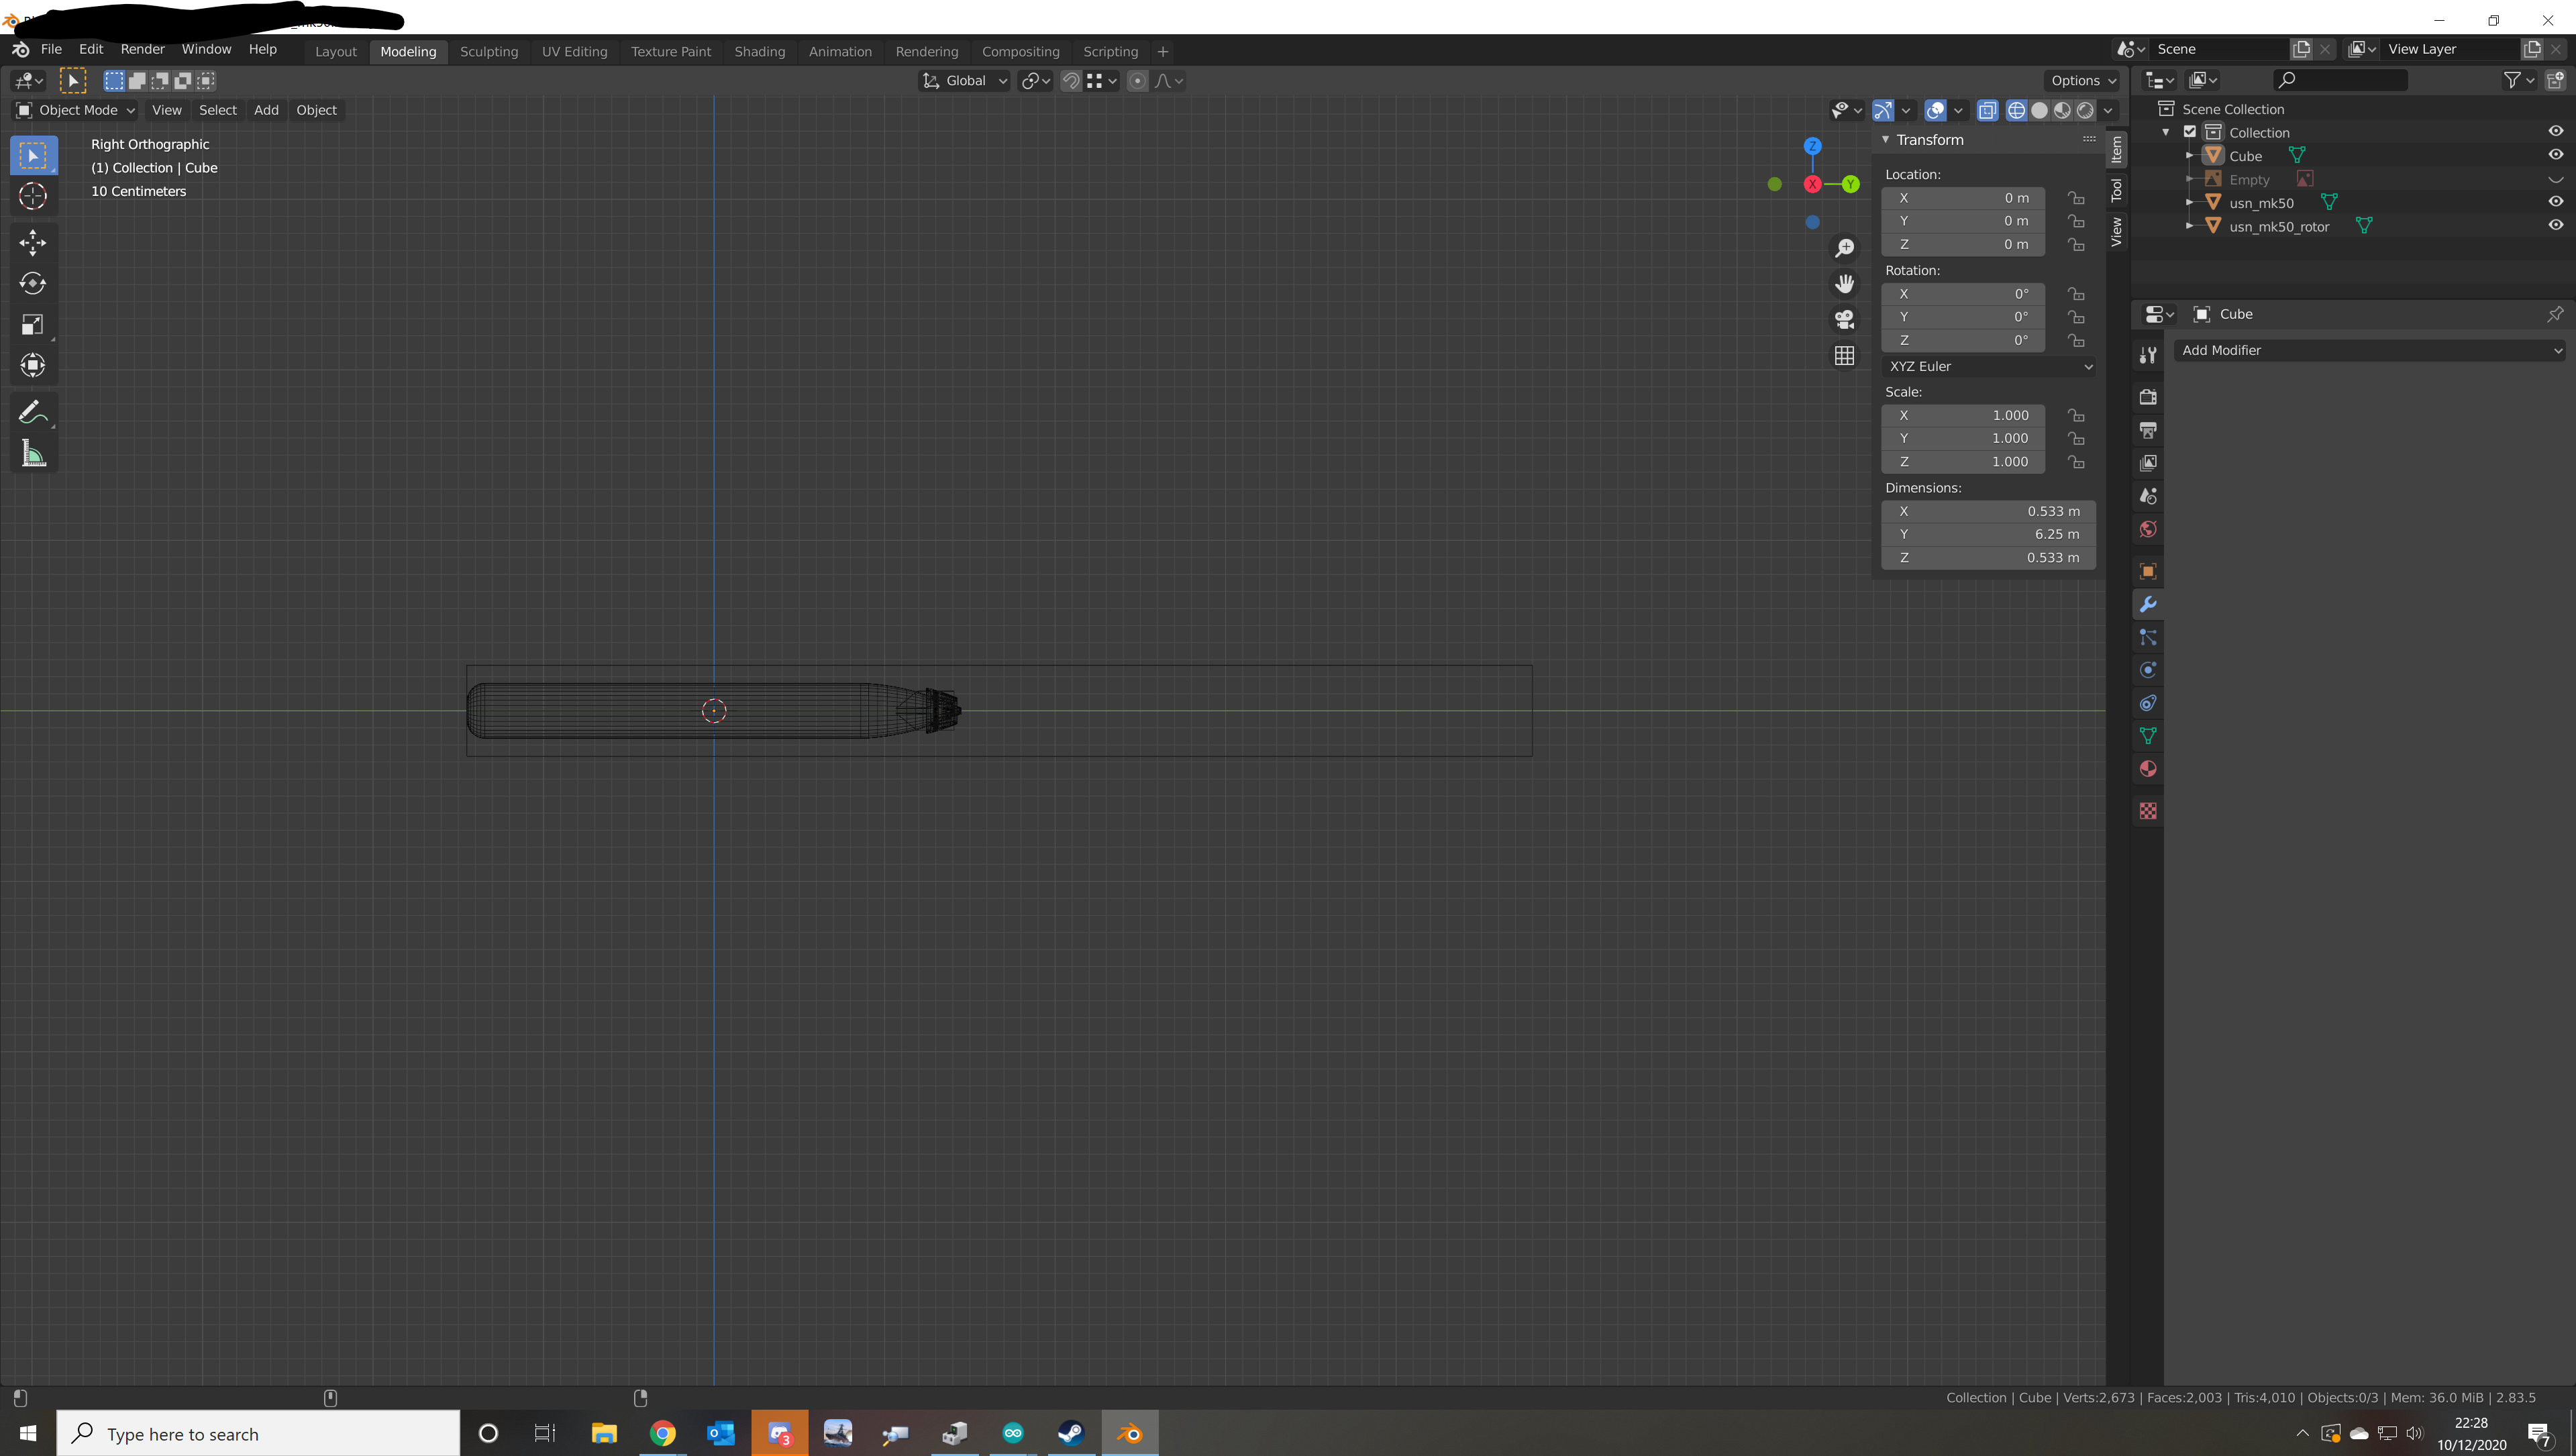 File Edit Render Window Help Layout Modeling Sculpting UV Editing Texture Paint Shading Animation Rendering Compositing Scripting + Scene View Layer
Global Options
Object Mode View Select Add Object
Right Orthographic
(1) Collection | Cube
10 Centimeters
Z
X Y
Transform
Location:
X 0 m
Y 0 m
Z 0 m
Rotation:
X 0°
Y 0°
Z 0°
XYZ Euler
Scale:
X 1.000
Y 1.000
Z 1.000
Dimensions:
X 0.533 m
Y 6.25 m
Z 0.533 m
Item
Tool
View
Scene Collection
Collection
Cube
Empty
usn_mk50
usn_mk50_rotor
Cube
Add Modifier
Collection | Cube | Verts:2,673 | Faces:2,003 | Tris:4,010 | Objects:0/3 | Mem: 36.0 MiB | 2.83.5
Type here to search
3
22:28
10/12/2020
7